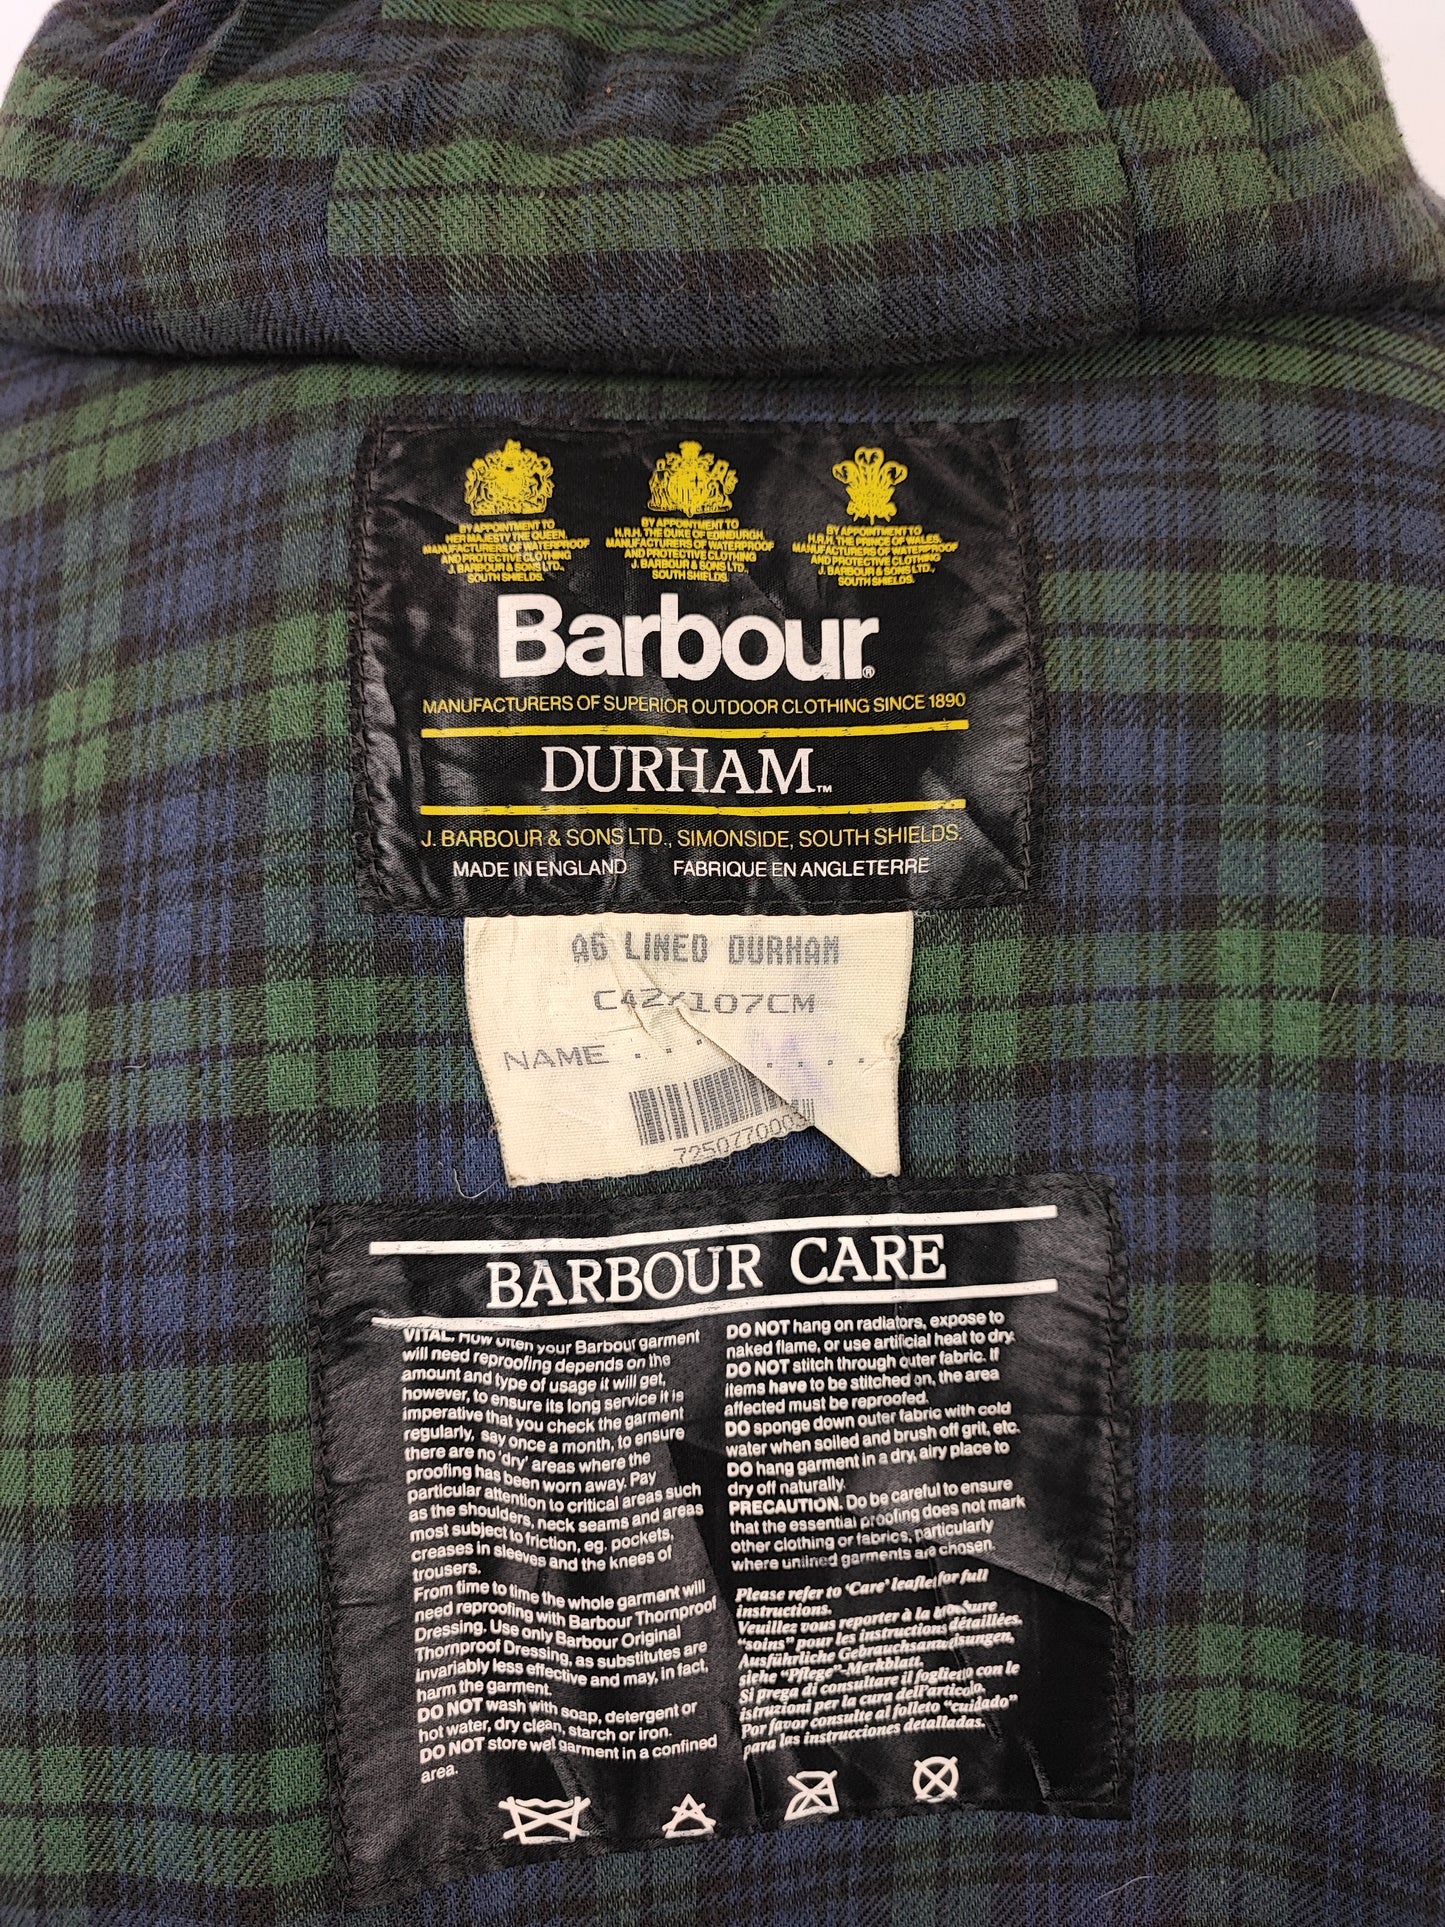 BY APPOINTMENT TO
HER MAJESTY THE QUEEN
MANUFACTURERS OF WATERPROOF
AND PROTECTIVE CLOTHING
J. BARBOUR & SONS LTD.,
SOUTH SHIELDS.
BY APPOINTMENT TO
H.R.H. THE DUKE OF EDINBURGH,
MANUFACTURERS OF WATERPROOF
AND PROTECTIVE CLOTHING
J. BARBOUR & SONS LTD.,
SOUTH SHIELDS.
BY APPOINTMENT TO
H.R.H. THE PRINCE OF WALES,
MANUFACTURERS OF WATERPROOF
AND PROTECTIVE CLOTHING
J. BARBOUR & SONS LTD.,
SOUTH SHIELDS.
Barbour®
MANUFACTURERS OF SUPERIOR OUTDOOR CLOTHING SINCE 1890
DURHAM™
J. BARBOUR & SONS LTD., SIMONSIDE, SOUTH SHIELDS.
MADE IN ENGLAND FABRIQUE EN ANGLETERRE
A6 LINED DURHAM
C42/107CM
NAME
BARBOUR CARE
VITAL. How often your Barbour garment
will need reproofing depends on the
amount and type of usage it will get,
however, to ensure its long service it is
imperative that you check the garment
regularly, say once a month, to ensure
there are no 'dry' areas where the
proofing has been worn away. Pay
particular attention to critical areas such
as the shoulders, neck seams and areas
most subject to friction, eg. pockets,
creases in sleeves and the knees of
trousers.
From time to time the whole garment will
need reproofing with Barbour Thornproof
Dressing. Use only Barbour Original
Thornproof Dressing, as substitutes are
invariably less effective and may, in fact,
harm the garment.
DO NOT wash with soap, detergent or
hot water, dry clean, starch or iron.
DO NOT store wet garment in a confined
area.
DO NOT hang on radiators, expose to
naked flame, or use artificial heat to dry.
DO NOT stitch through outer fabric. If
items have to be stitched on, the area
affected must be reproofed.
DO sponge down outer fabric with cold
water when soiled and brush off grit, etc.
DO hang garment in a dry, airy place to
dry off naturally.
PRECAUTION. Do be careful to ensure
that the essential proofing does not mark
other clothing or fabrics, particularly
where unlined garments are chosen.
Please refer to 'Care' leaflet for full
instructions.
Veuillez vous reporter à la brochure
"soins" pour les instructions détaillées.
Ausführliche Gebrauchsanweisungen,
siehe "Pflege"-Merkblatt.
Si prega di consultare il foglietto con le
istruzioni per la cura dell'articolo.
Por favor consulte al folleto "cuidado"
para las instrucciones detalladas.